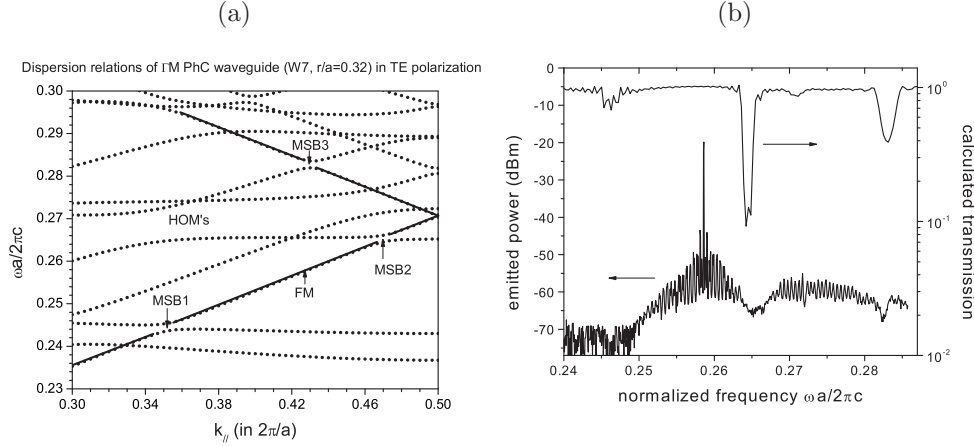 (a)
Dispersion relations of ΓM PhC waveguide (W7, r/a=0.32) in TE polarization
0.30
0.29
0.28
0.27
0.26
0.25
0.24
0.23
ωa/2πc
MSB3
HOM's
MSB2
MSB1
FM
0.30 0.34 0.38 0.42 0.46 0.50
k// (in 2π/a)
(b)
0
-10
-20
-30
-40
-50
-60
-70
emitted power (dBm)
10^0
10^-1
10^-2
calculated transmission
0.24 0.25 0.26 0.27 0.28
normalized frequency ωa/2πc